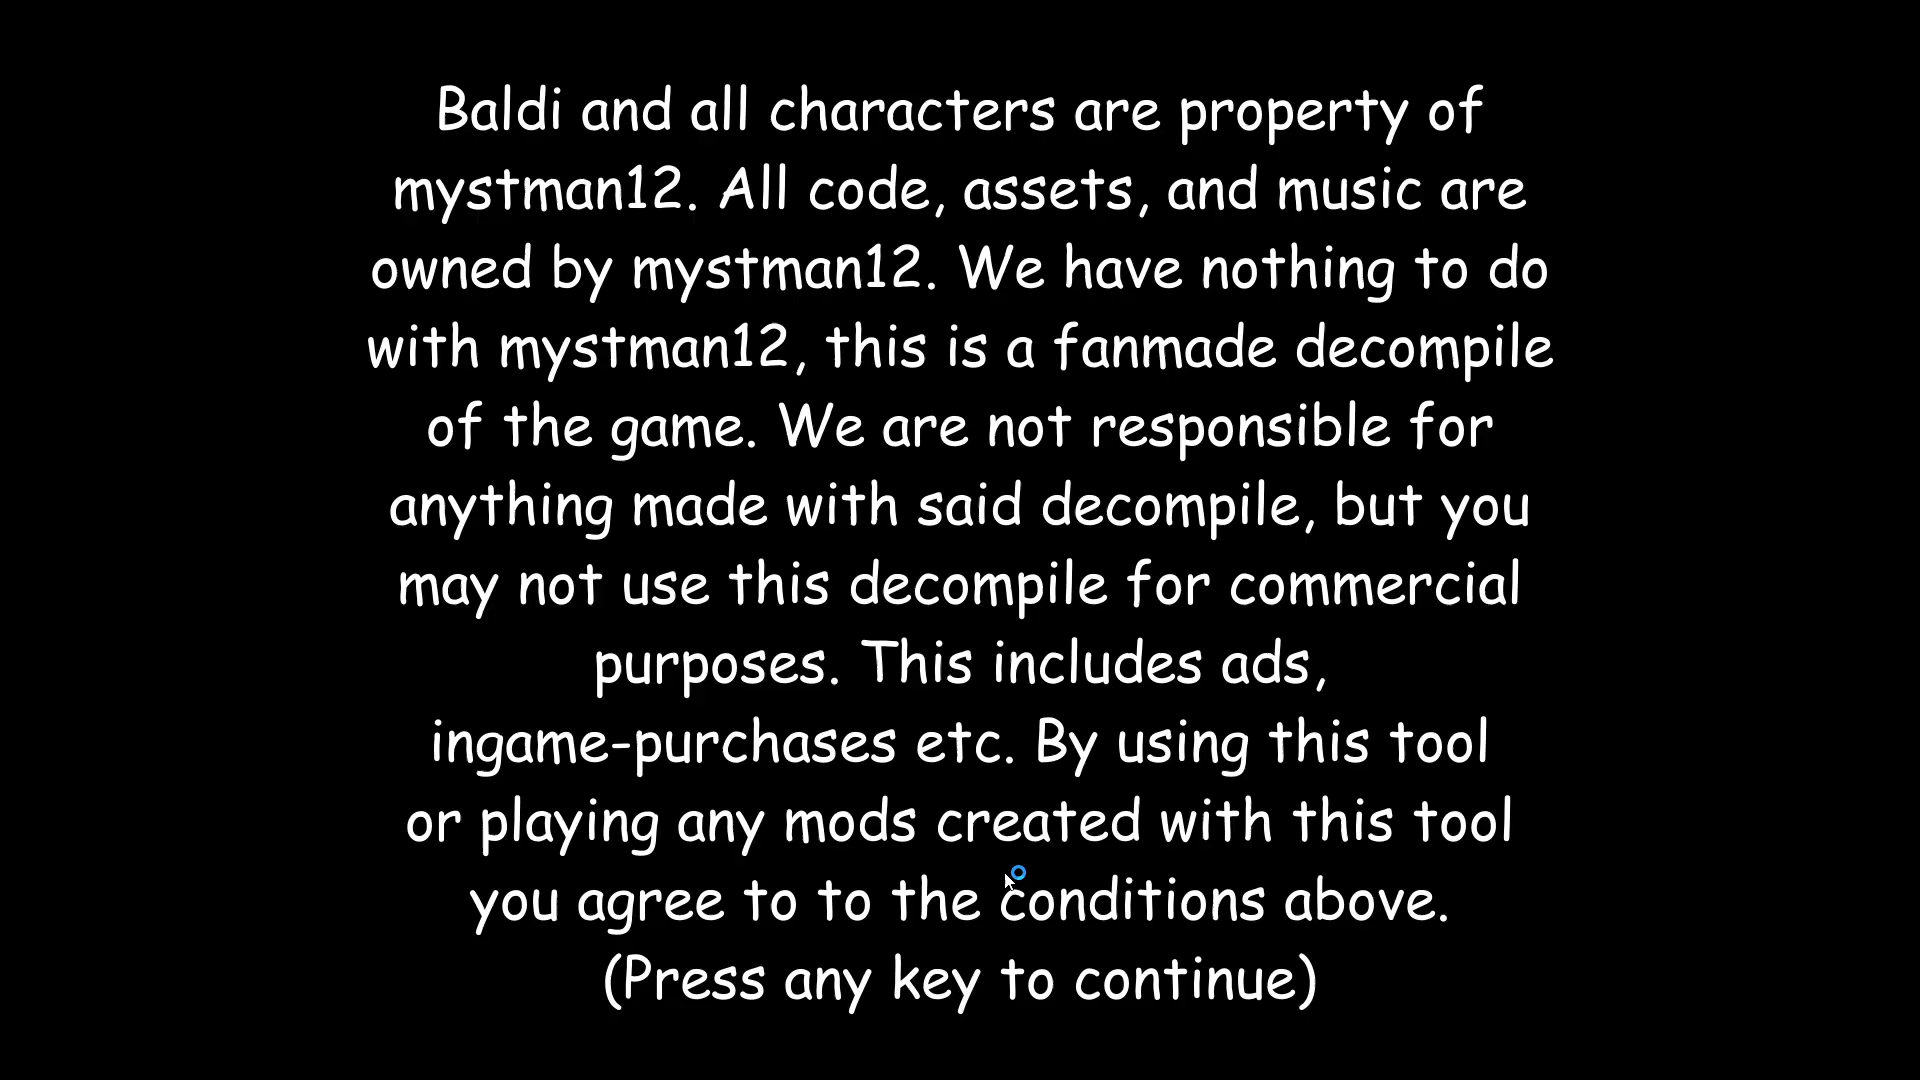 Baldi and all characters are property of
mystman12. All code, assets, and music are
owned by mystman12. We have nothing to do
with mystman12, this is a fanmade decompile
of the game. We are not responsible for
anything made with said decompile, but you
may not use this decompile for commercial
purposes. This includes ads,
ingame-purchases etc. By using this tool
or playing any mods created with this tool
you agree to to the conditions above.
(Press any key to continue)